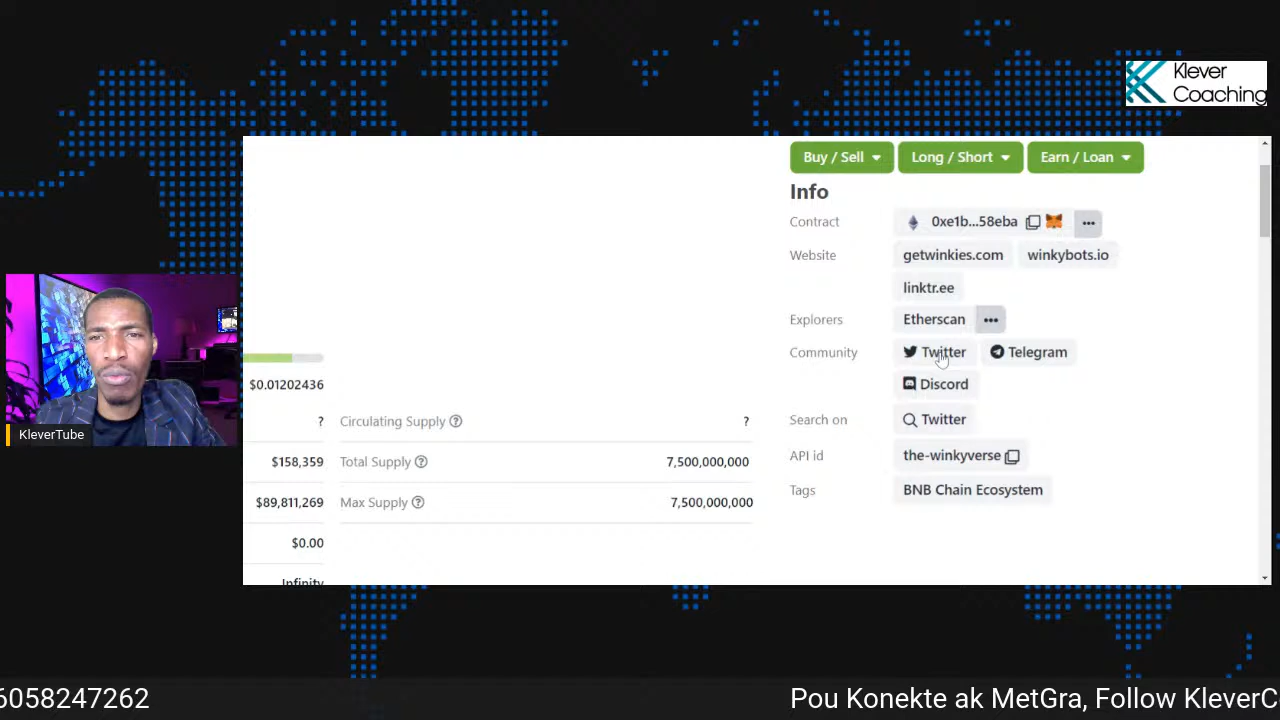 Klever
Coaching
Buy / Sell
Long / Short
Earn / Loan
Info
Contract
0xe1b...58eba
Website
getwinkies.com
winkybots.io
linktr.ee
Explorers
Etherscan
Community
Twitter
Telegram
Discord
Search on
Twitter
API id
the-winkyverse
Tags
BNB Chain Ecosystem
$0.01202436
?
Circulating Supply ?
?
$158,359
Total Supply ?
7,500,000,000
$89,811,269
Max Supply ?
7,500,000,000
$0.00
Infinity
KleverTube
6058247262
Pou Konekte ak MetGra, Follow KleverC